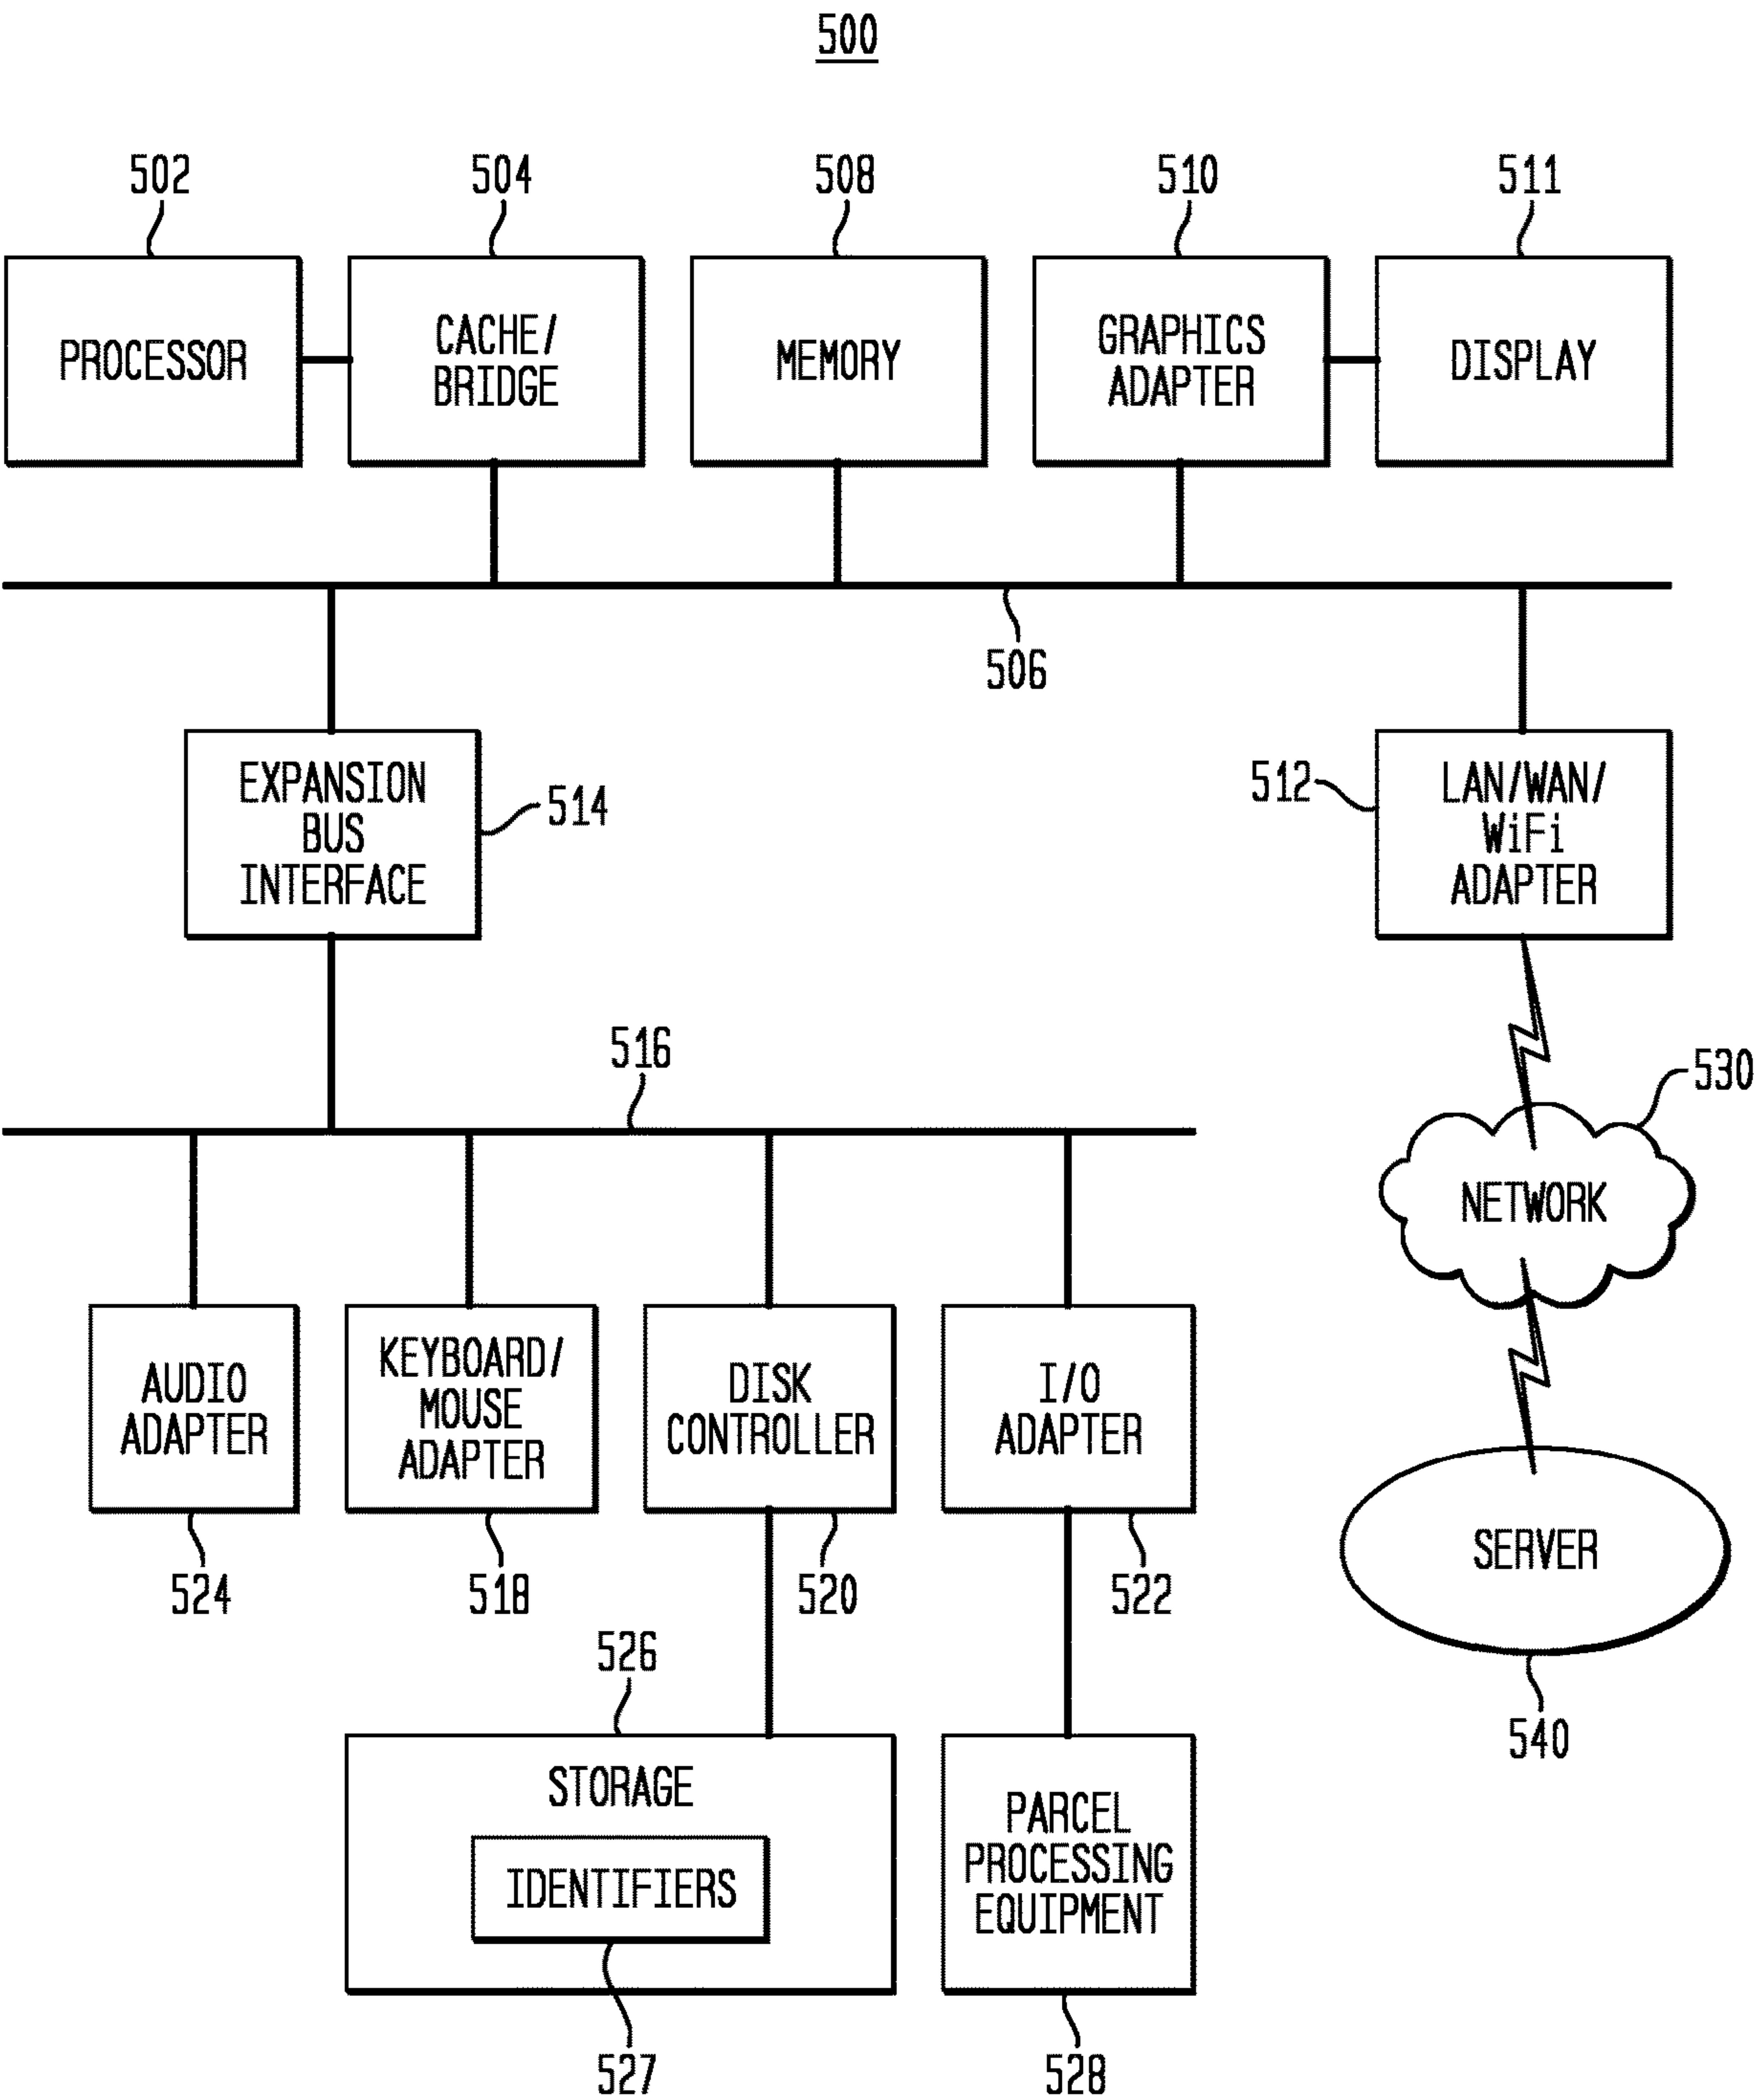 500
502
504
508
510
511
PROCESSOR
CACHE/
BRIDGE
MEMORY
GRAPHICS
ADAPTER
DISPLAY
506
EXPANSION
BUS
INTERFACE
514
512
LAN/WAN/
WiFi
ADAPTER
516
530
NETWORK
AUDIO
ADAPTER
KEYBOARD/
MOUSE
ADAPTER
DISK
CONTROLLER
I/O
ADAPTER
SERVER
524
518
520
522
526
540
STORAGE
IDENTIFIERS
PARCEL
PROCESSING
EQUIPMENT
527
528